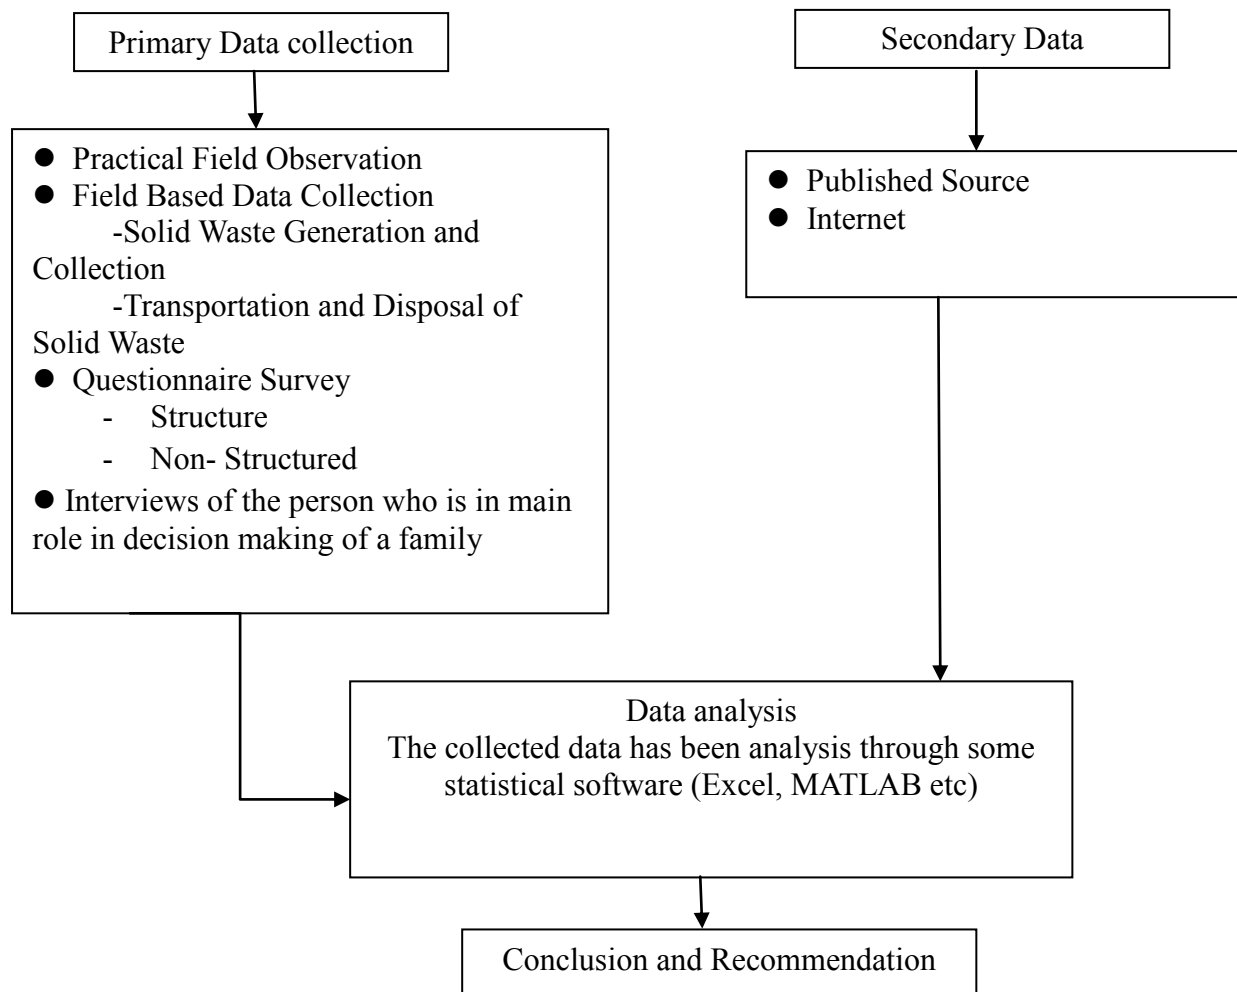 Primary Data collection
Secondary Data
● Practical Field Observation
● Field Based Data Collection
-Solid Waste Generation and
Collection
-Transportation and Disposal of
Solid Waste
● Questionnaire Survey
- Structure
- Non- Structured
● Interviews of the person who is in main
role in decision making of a family
● Published Source
● Internet
Data analysis
The collected data has been analysis through some
statistical software (Excel, MATLAB etc)
Conclusion and Recommendation